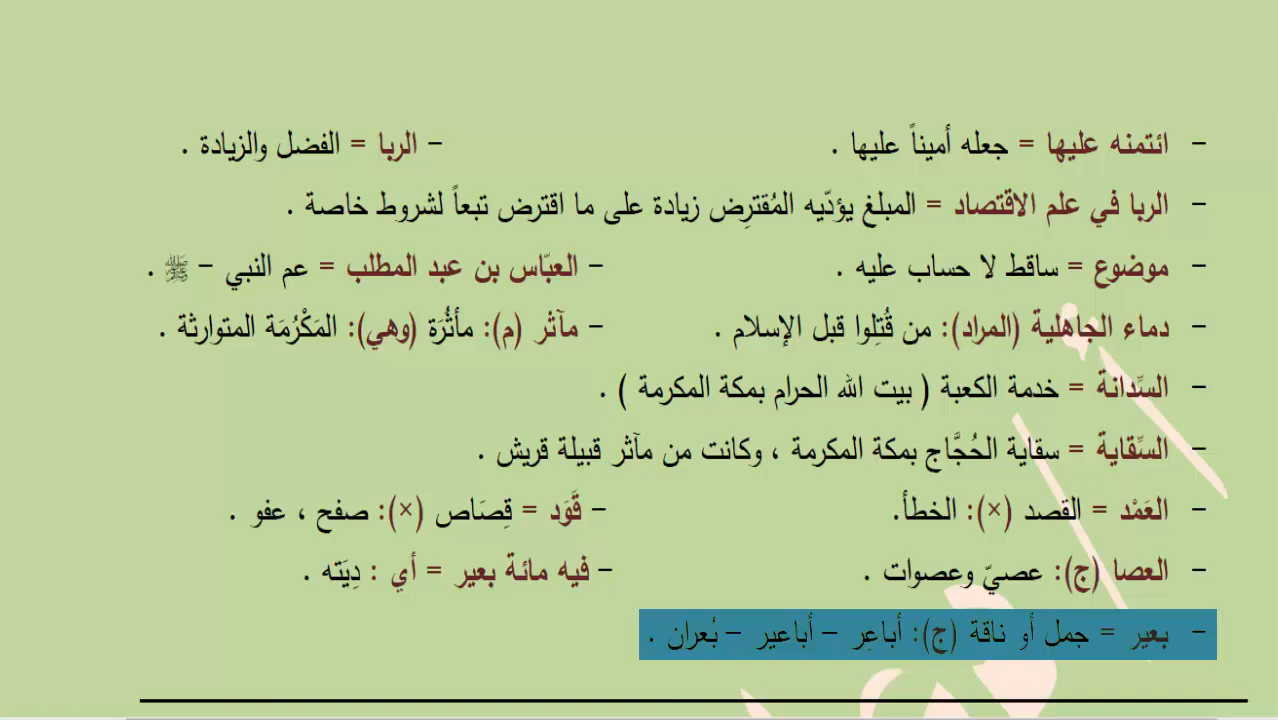 - ائتمنه عليها = جعله أميناً عليها . - الربا = الفضل والزيادة .
- الربا في علم الاقتصاد = المبلغ يؤدّيه المُقترِض زيادة على ما اقترض تبعاً لشروط خاصة .
- موضوع = ساقط لا حساب عليه . - العبّاس بن عبد المطلب = عم النبي - ﷺ .
- دماء الجاهلية (المراد): من قُتِلوا قبل الإسلام . - مآثر (م): مأثُرَة (وهي): المَكْرُمَة المتوارثة .
- السِّدانة = خدمة الكعبة ( بيت الله الحرام بمكة المكرمة ) .
- السِّقاية = سقاية الحُجَّاج بمكة المكرمة ، وكانت من مآثر قبيلة قريش .
- العَمْد = القصد (×): الخطأ. - قَوَد = قِصَاص (×): صفح ، عفو .
- العصا (ج): عصيّ وعصوات . - فيه مائة بعير = أي : دِيَته .
- بعير = جمل أو ناقة (ج): أباعِر - أباعير - بُعران .